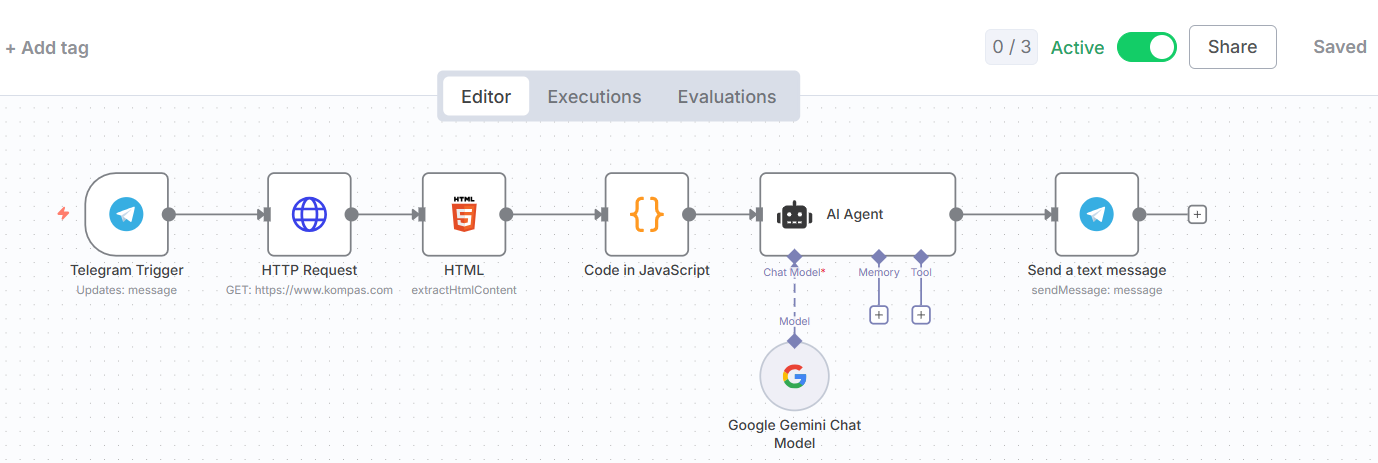 + Add tag
0 / 3
Active
Share
Saved
Editor
Executions
Evaluations
HTML
5
{}
AI Agent
Telegram Trigger
Updates: message
HTTP Request
GET: https://www.kompas.com
HTML
extractHtmlContent
Code in JavaScript
Chat Model*
Memory
Tool
Send a text message
sendMessage: message
+
+
+
Model
G
Google Gemini Chat
Model